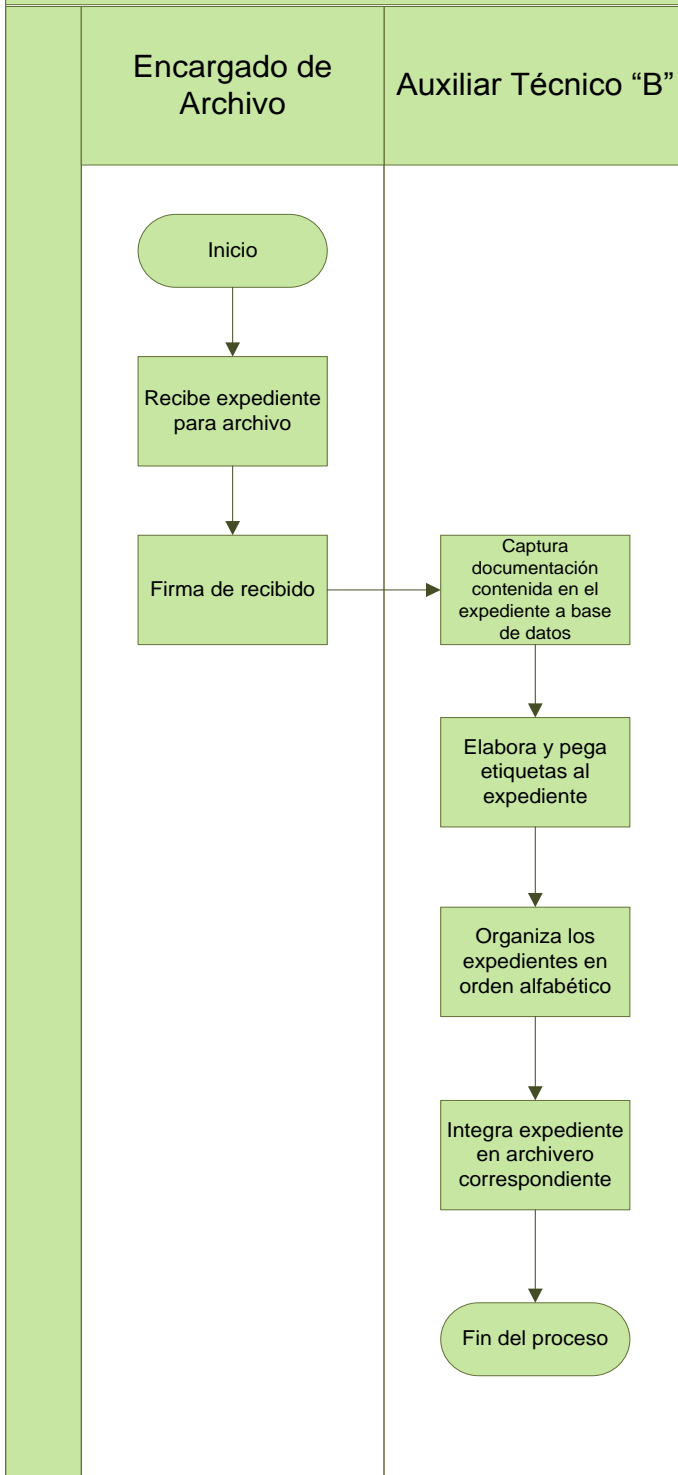 Encargado de
Archivo
Auxiliar Técnico “B”
Inicio
Recibe expediente
para archivo
Firma de recibido
Captura
documentación
contenida en el
expediente a base
de datos
Elabora y pega
etiquetas al
expediente
Organiza los
expedientes en
orden alfabético
Integra expediente
en archivero
correspondiente
Fin del proceso